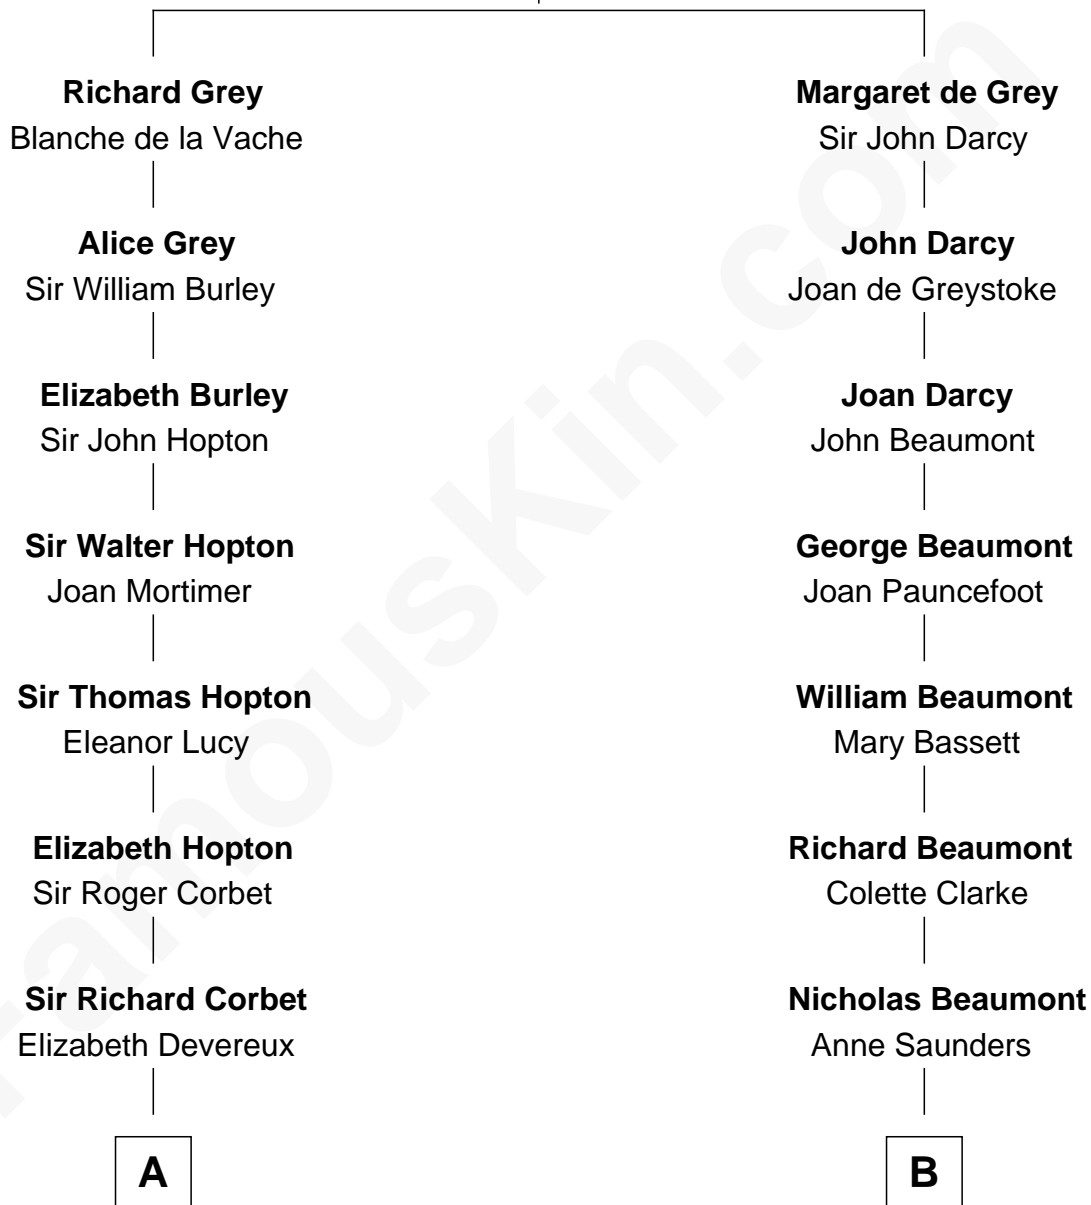 Richard Grey
Blanche de la Vache
Alice Grey
Sir William Burley
Elizabeth Burley
Sir John Hopton
Sir Walter Hopton
Joan Mortimer
Sir Thomas Hopton
Eleanor Lucy
Elizabeth Hopton
Sir Roger Corbet
Sir Richard Corbet
Elizabeth Devereux
A
Margaret de Grey
Sir John Darcy
John Darcy
Joan de Greystoke
Joan Darcy
John Beaumont
George Beaumont
Joan Pauncefoot
William Beaumont
Mary Bassett
Richard Beaumont
Colette Clarke
Nicholas Beaumont
Anne Saunders
B
FamousKin.com